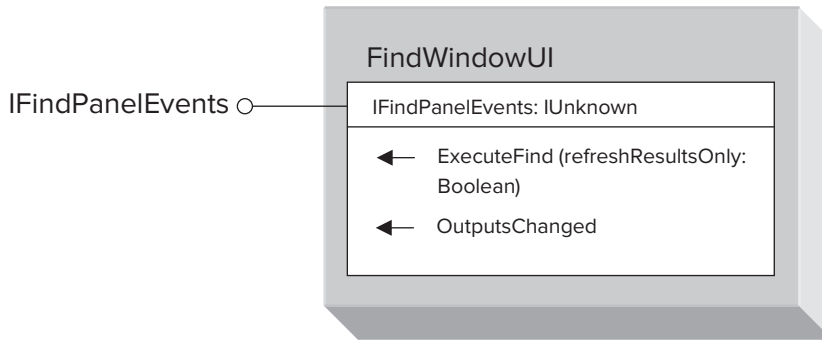 FindWindowUI
IFindPanelEvents
IFindPanelEvents: IUnknown
ExecuteFind (refreshResultsOnly:
Boolean)
OutputsChanged